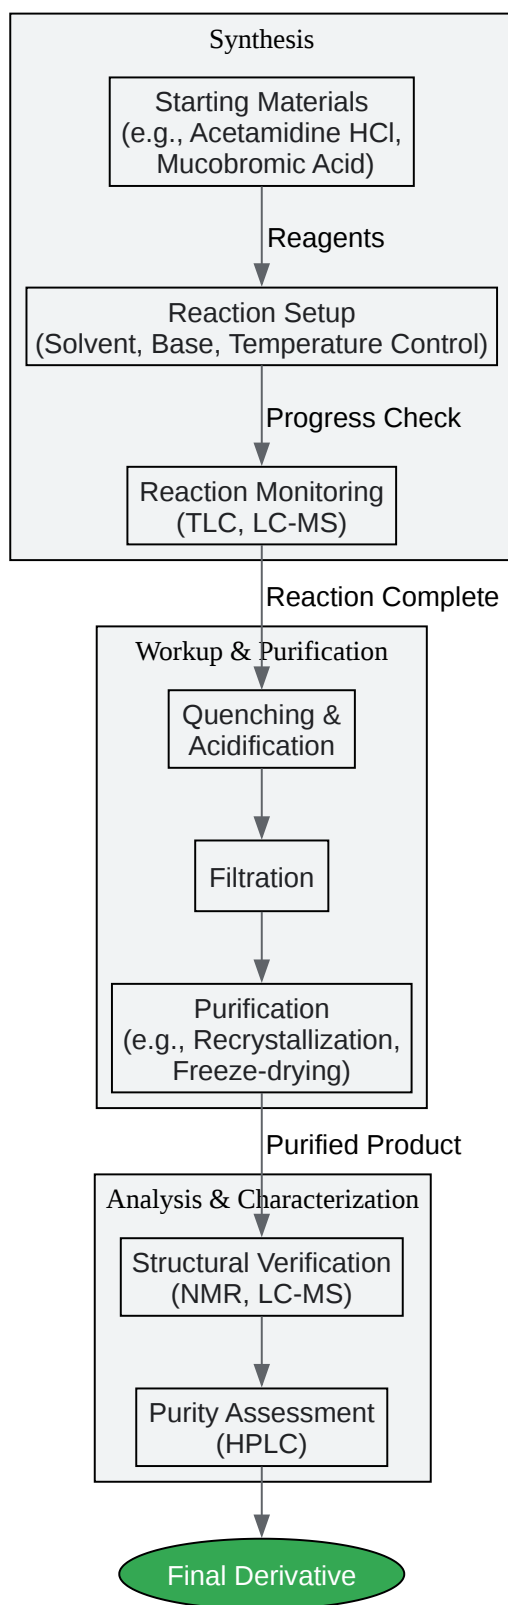 Synthesis
Starting Materials
(e.g., Acetamidine HCl,
Mucobromic Acid)
Reagents
Reaction Setup
(Solvent, Base, Temperature Control)
Progress Check
Reaction Monitoring
(TLC, LC-MS)
Reaction Complete
Workup & Purification
Quenching &
Acidification
Filtration
Purification
(e.g., Recrystallization,
Freeze-drying)
Purified Product
Analysis & Characterization
Structural Verification
(NMR, LC-MS)
Purity Assessment
(HPLC)
Final Derivative